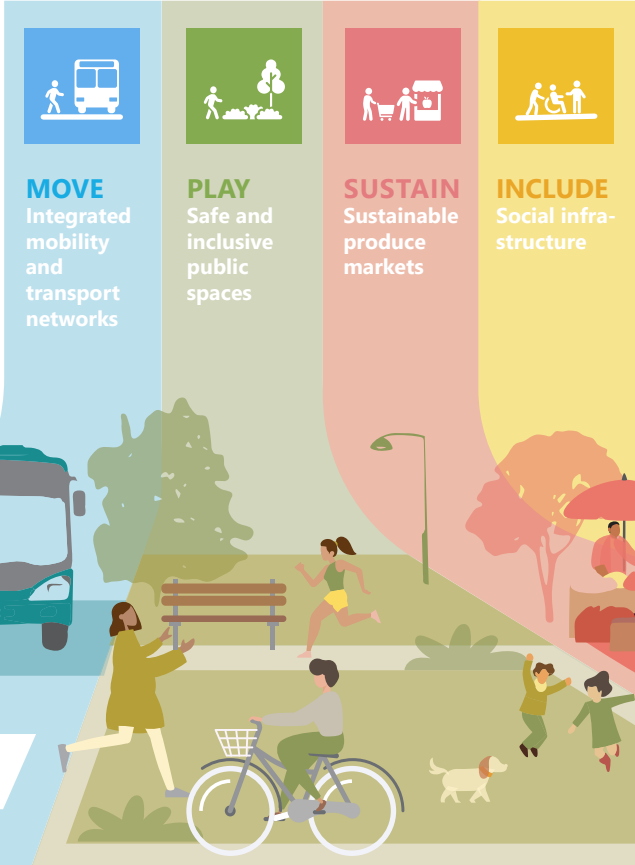 MOVE
Integrated
mobility
and
transport
networks
PLAY
Safe and
inclusive
public
spaces
SUSTAIN
Sustainable
produce
markets
INCLUDE
Social infra-
structure